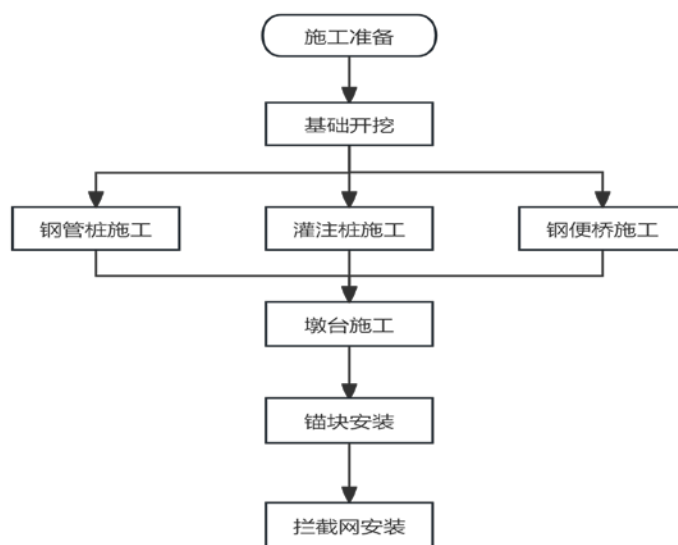 施工准备
基础开挖
钢管桩施工
灌注桩施工
钢便桥施工
墩台施工
锚块安装
拦截网安装